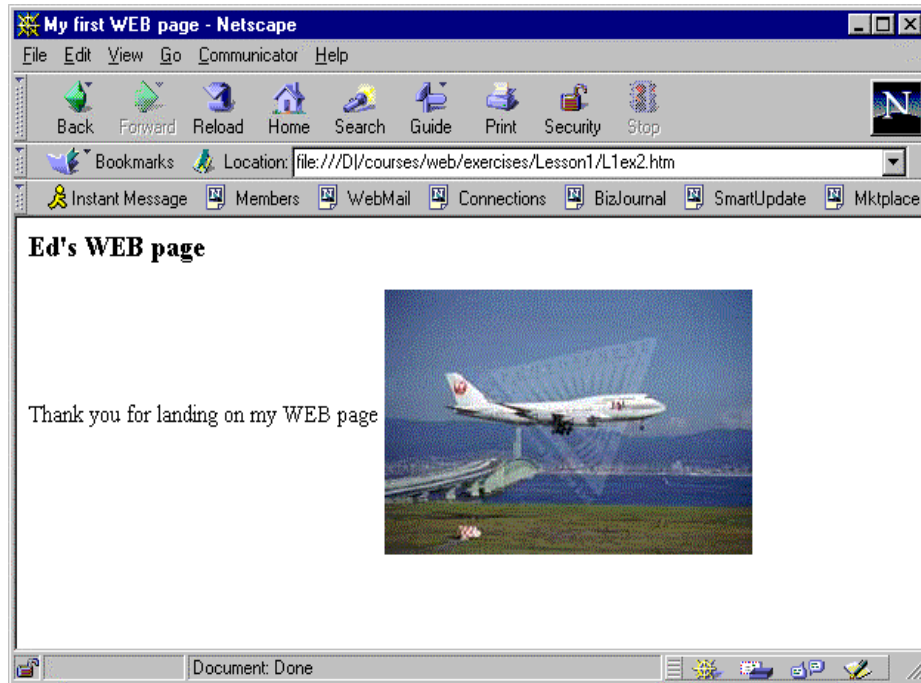 My first WEB page - Netscape
File Edit View Go Communicator Help
Back Forward Reload Home Search Guide Print Security Stop
N
Bookmarks Location: file:///D|/courses/web/exercises/Lesson1/L1ex2.htm
Instant Message Members WebMail Connections BizJournal SmartUpdate Mktplace
Ed's WEB page
Thank you for landing on my WEB page
JAL
Document: Done